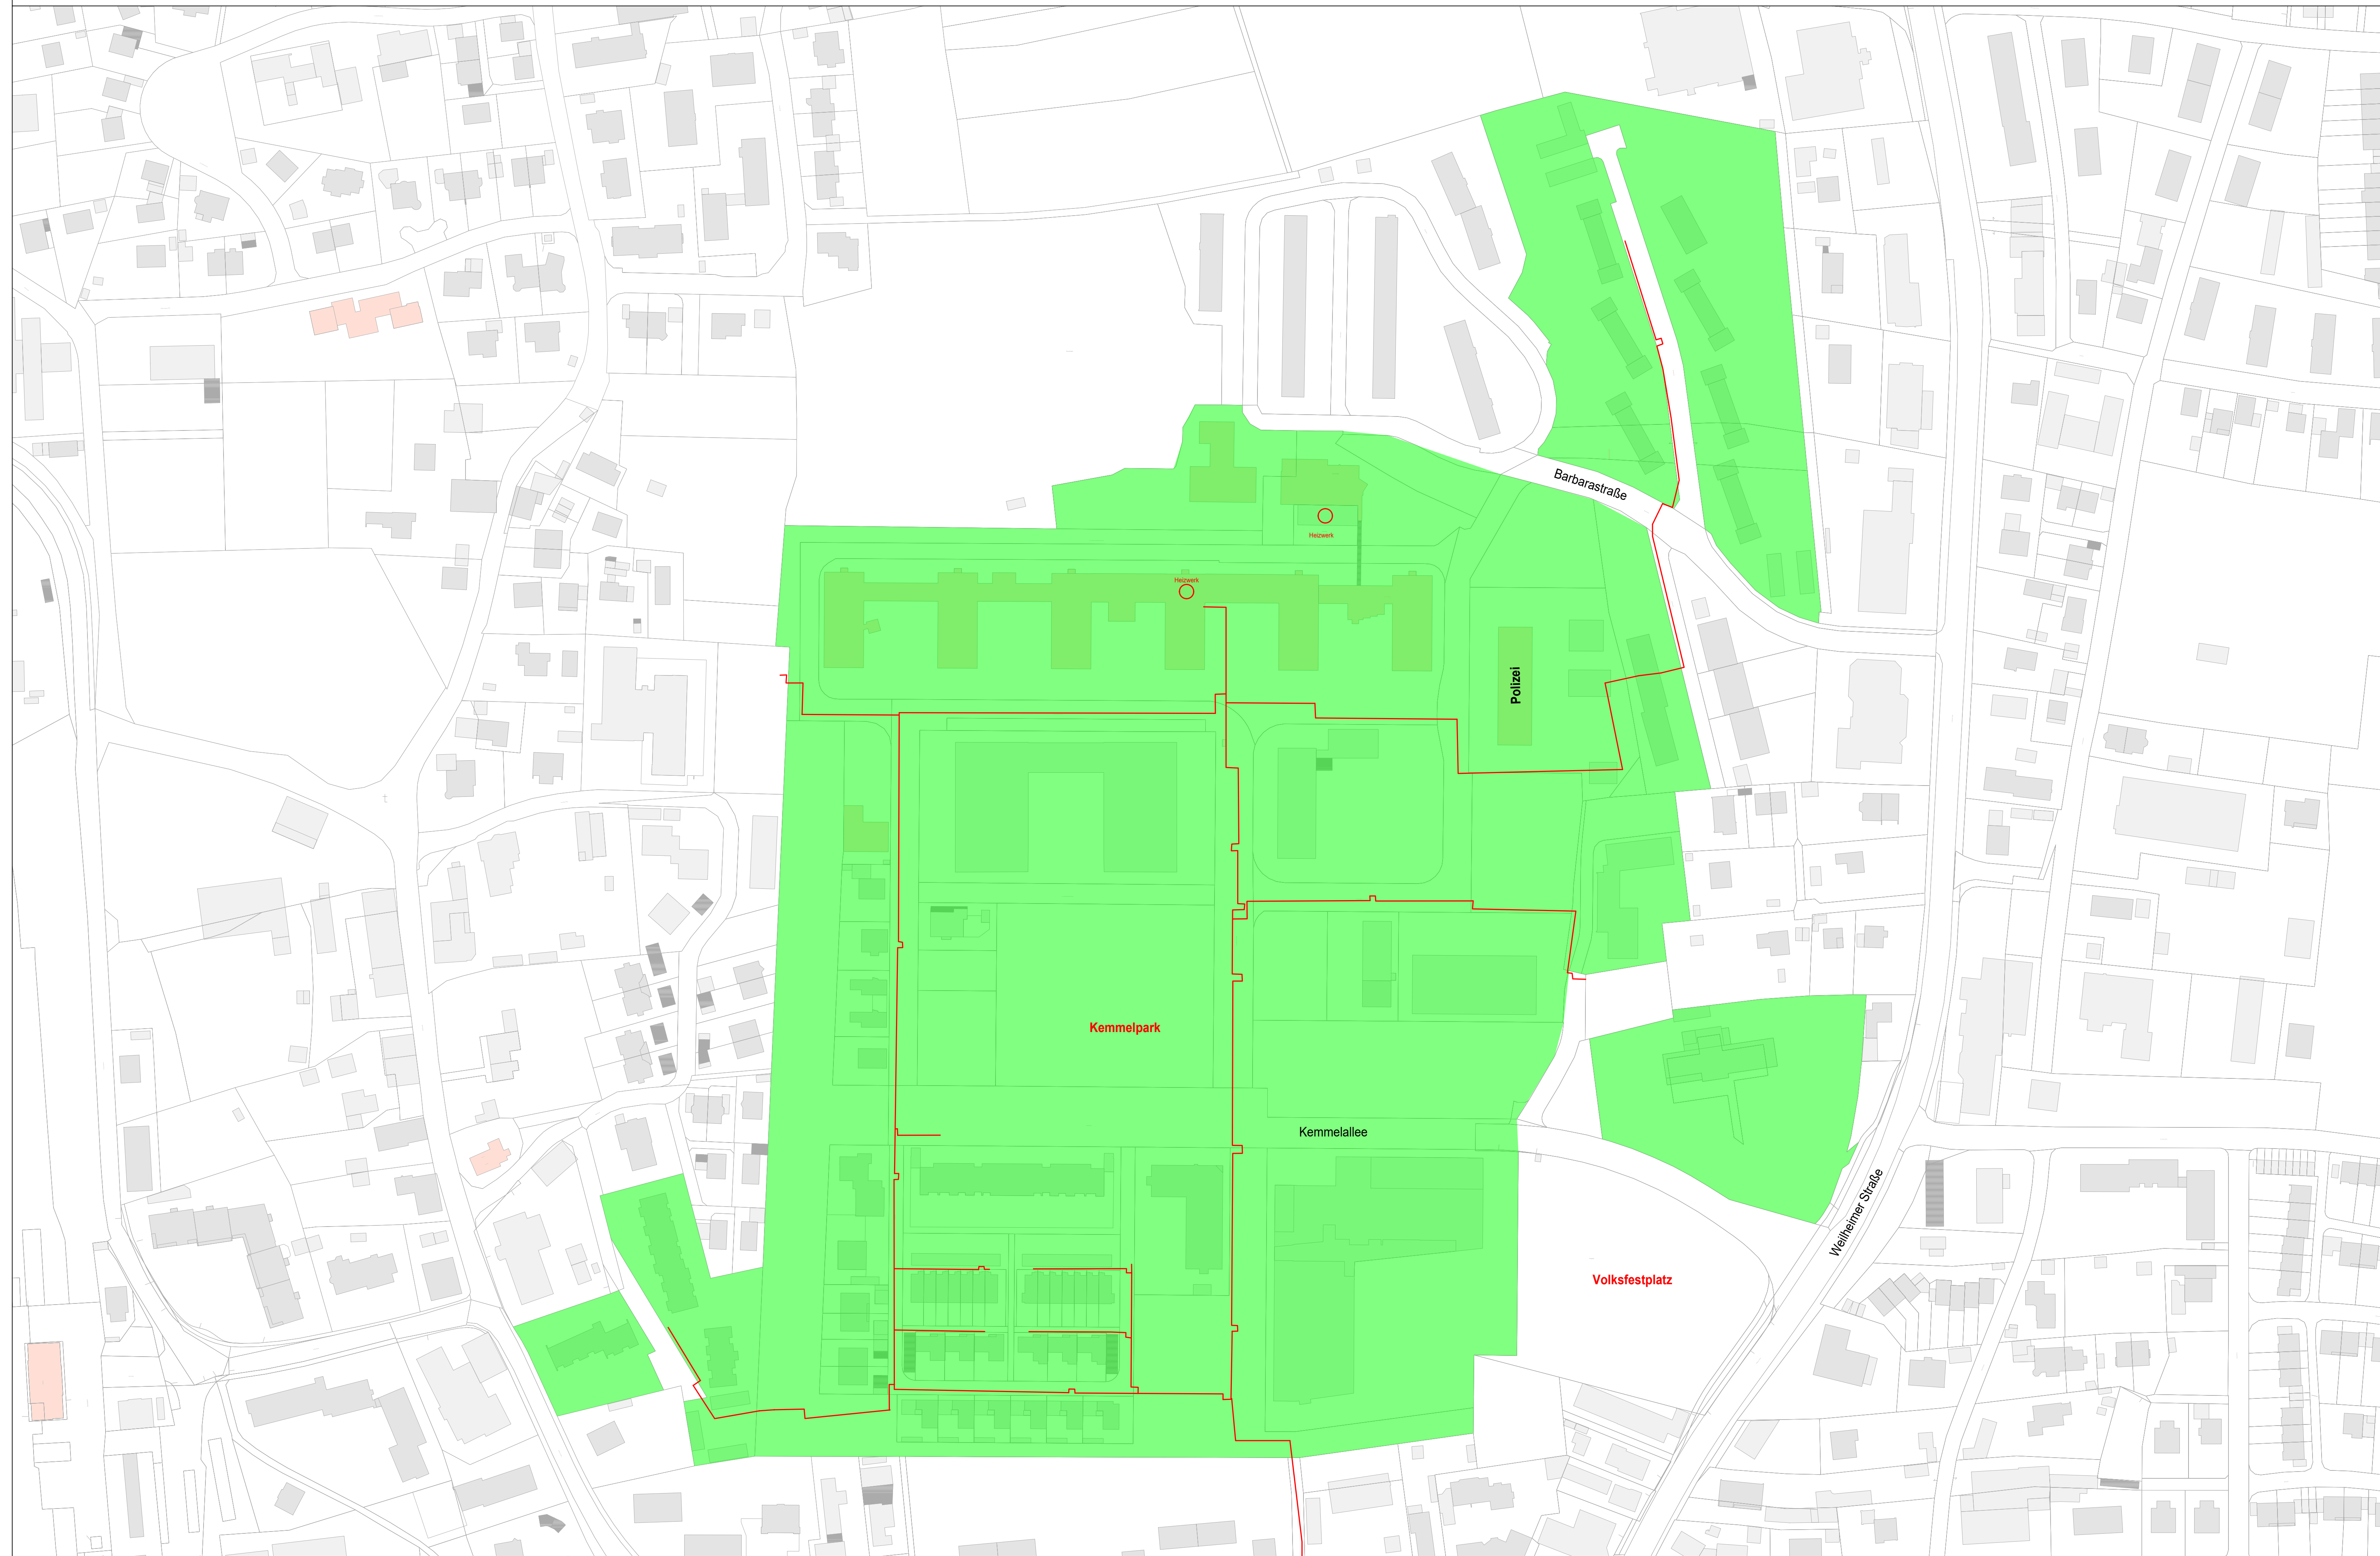 Barbarastraße
Heizwerk
Heizwerk
Polizei
Kemmelpark
Kemmelallee
Weilheimer Straße
Volksfestplatz